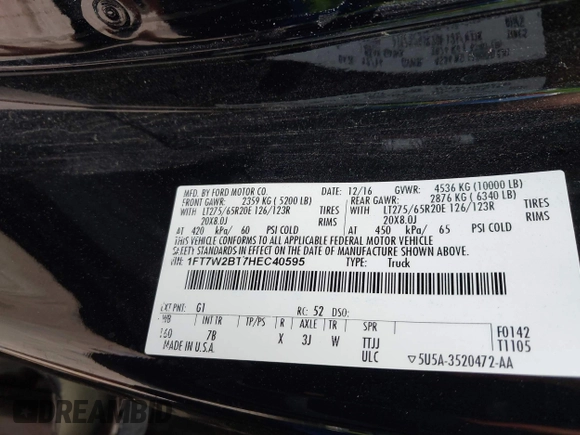 MFD. BY FORD MOTOR CO.
12/16
GVWR: 4536 KG (10000 LB)
FRONT GAWR: 2359 KG (5200 LB)
REAR GAWR: 2876 KG (6340 LB)
WITH LT275/65R20E 126/123R TIRES
WITH LT275/65R20E 126/123R TIRES
20X8.0J RIMS
20X8.0J RIMS
AT 420 kPa/ 60 PSI COLD
AT 450 kPa/ 65 PSI COLD
THIS VEHICLE CONFORMS TO ALL APPLICABLE FEDERAL MOTOR VEHICLE
SAFETY AND THEFT PREVENTION STANDARDS IN EFFECT ON THE DATE OF MANUFACTURE SHOWN ABOVE.
VIN: 1FT7W2BT7HEC40595
TYPE: Truck
EXT PNT: G1 RC: 52 DSO:
WB INT TR TP/PS R AXLE TR SPR
160 7B X 3J W TTJJ
F0142
T1105
MADE IN U.S.A. ULC
5U5A-3520472-AA
DREAMBID